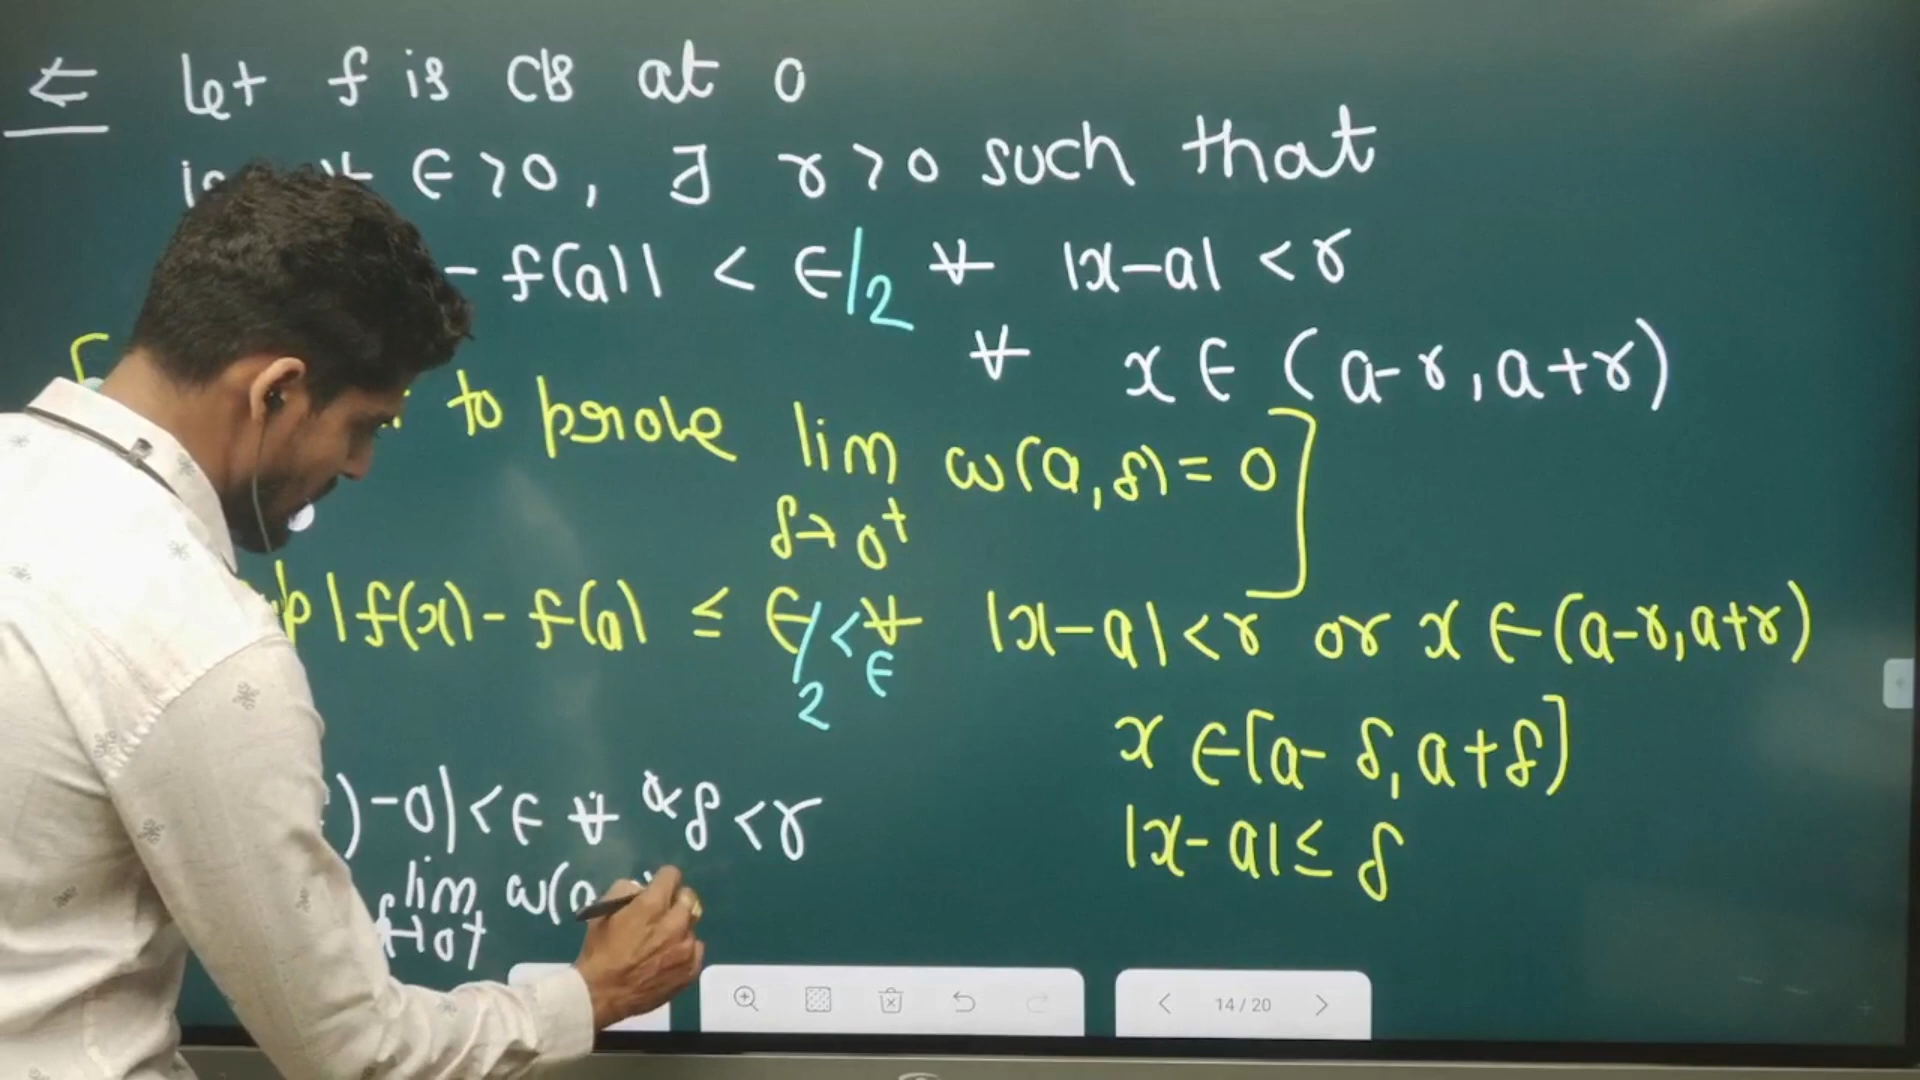 ⇐ Let f is cts at 0
∈ > 0, ∃ r > 0 such that
- f(a)| < ∈/2 ∀ |x-a| < r
∀ x ∈ (a-r, a+r)
to prove lim w(a, δ) = 0]
δ→0⁺
|f(x) - f(a) ≤ ∈/2 < ∈ ∀ |x-a| < r or x ∈ (a-r, a+r)
x ∈ [a-δ, a+δ]
) -0| < ∈ ∀ 0<δ < r
|x-a| ≤ δ
lim w(a
δ→0⁺
14 / 20